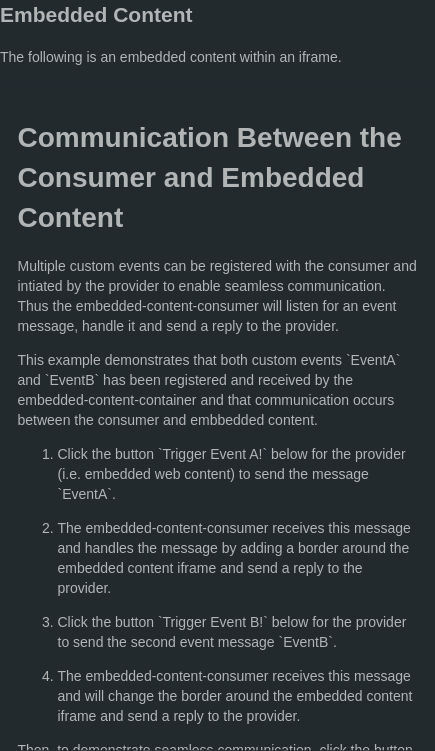 Embedded Content
The following is an embedded content within an iframe.
Communication Between the
Consumer and Embedded
Content
Multiple custom events can be registered with the consumer and
intiated by the provider to enable seamless communication.
Thus the embedded-content-consumer will listen for an event
message, handle it and send a reply to the provider.
This example demonstrates that both custom events `EventA`
and `EventB` has been registered and received by the
embedded-content-container and that communication occurs
between the consumer and embbedded content.
1. Click the button `Trigger Event A!` below for the provider
(i.e. embedded web content) to send the message
`EventA`.
2. The embedded-content-consumer receives this message
and handles the message by adding a border around the
embedded content iframe and send a reply to the
provider.
3. Click the button `Trigger Event B!` below for the provider
to send the second event message `EventB`.
4. The embedded-content-consumer receives this message
and will change the border around the embedded content
iframe and send a reply to the provider.
Then, to demonstrate seamless communication, click the button